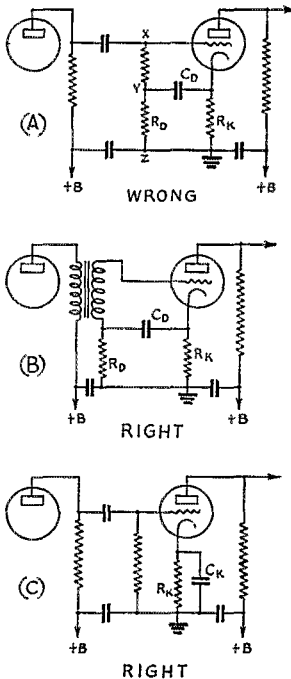 X
Y
C_D
R_D
R_K
Z
(A)
+B
+B
WRONG
C_D
R_D
R_K
(B)
+B
+B
RIGHT
(C)
R_K
C_K
+B
+B
RIGHT